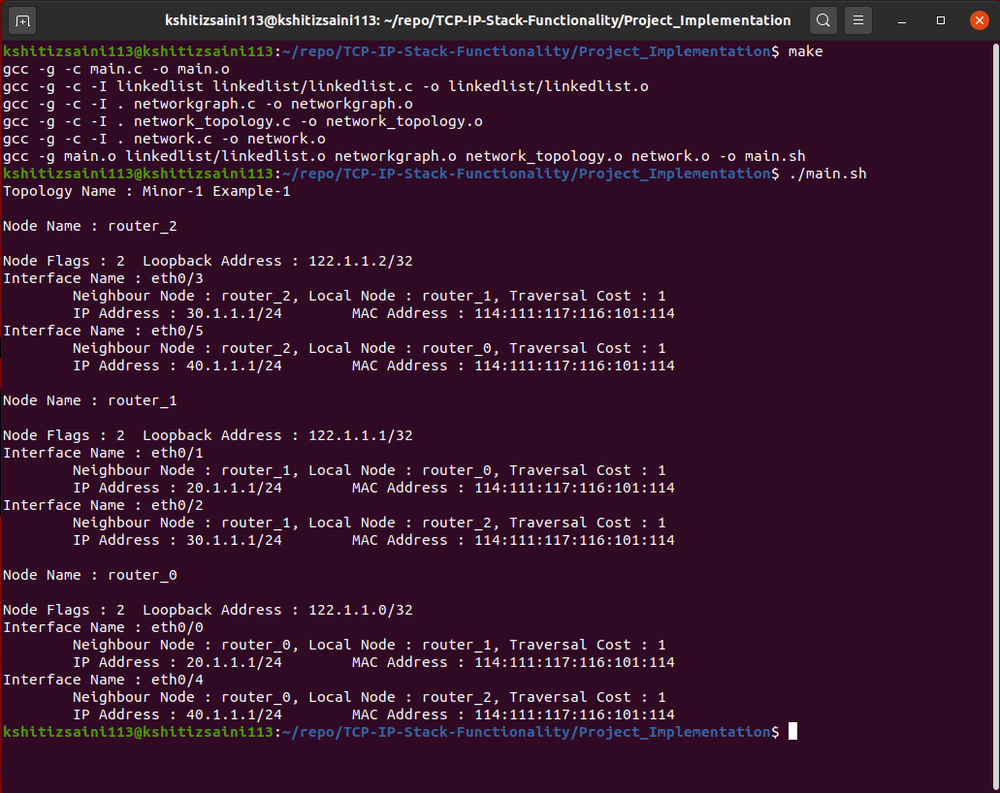 kshitizsaini113@kshitizsaini113: ~/repo/TCP-IP-Stack-Functionality/Project_Implementation
kshitizsaini113@kshitizsaini113:~/repo/TCP-IP-Stack-Functionality/Project_Implementation$ make
gcc -g -c main.c -o main.o
gcc -g -c -I linkedlist linkedlist/linkedlist.c -o linkedlist/linkedlist.o
gcc -g -c -I . networkgraph.c -o networkgraph.o
gcc -g -c -I . network_topology.c -o network_topology.o
gcc -g -c -I . network.c -o network.o
gcc -g main.o linkedlist/linkedlist.o networkgraph.o network_topology.o network.o -o main.sh
kshitizsaini113@kshitizsaini113:~/repo/TCP-IP-Stack-Functionality/Project_Implementation$ ./main.sh
Topology Name : Minor-1 Example-1

Node Name : router_2

Node Flags : 2  Loopback Address : 122.1.1.2/32
Interface Name : eth0/3
        Neighbour Node : router_2, Local Node : router_1, Traversal Cost : 1
        IP Address : 30.1.1.1/24        MAC Address : 114:111:117:116:101:114
Interface Name : eth0/5
        Neighbour Node : router_2, Local Node : router_0, Traversal Cost : 1
        IP Address : 40.1.1.1/24        MAC Address : 114:111:117:116:101:114

Node Name : router_1

Node Flags : 2  Loopback Address : 122.1.1.1/32
Interface Name : eth0/1
        Neighbour Node : router_1, Local Node : router_0, Traversal Cost : 1
        IP Address : 20.1.1.1/24        MAC Address : 114:111:117:116:101:114
Interface Name : eth0/2
        Neighbour Node : router_1, Local Node : router_2, Traversal Cost : 1
        IP Address : 30.1.1.1/24        MAC Address : 114:111:117:116:101:114

Node Name : router_0

Node Flags : 2  Loopback Address : 122.1.1.0/32
Interface Name : eth0/0
        Neighbour Node : router_0, Local Node : router_1, Traversal Cost : 1
        IP Address : 20.1.1.1/24        MAC Address : 114:111:117:116:101:114
Interface Name : eth0/4
        Neighbour Node : router_0, Local Node : router_2, Traversal Cost : 1
        IP Address : 40.1.1.1/24        MAC Address : 114:111:117:116:101:114
kshitizsaini113@kshitizsaini113:~/repo/TCP-IP-Stack-Functionality/Project_Implementation$